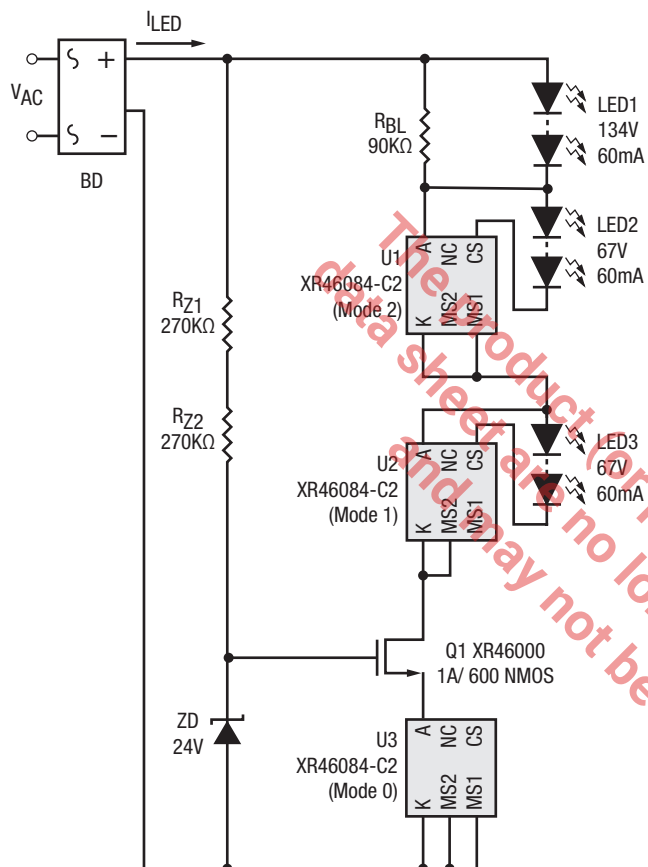 ILED
VAC
+
−
BD
RBL
90KΩ
LED1
134V
60mA
LED2
67V
60mA
A
NC
CS
U1
XR46084-C2
(Mode 2)
K
MS2
MS1
RZ1
270KΩ
RZ2
270KΩ
LED3
67V
60mA
A
NC
CS
U2
XR46084-C2
(Mode 1)
K
MS2
MS1
Q1 XR46000
1A/ 600 NMOS
ZD
24V
A
NC
CS
U3
XR46084-C2
(Mode 0)
K
MS2
MS1
The product (or
data sheet are no
and may not be